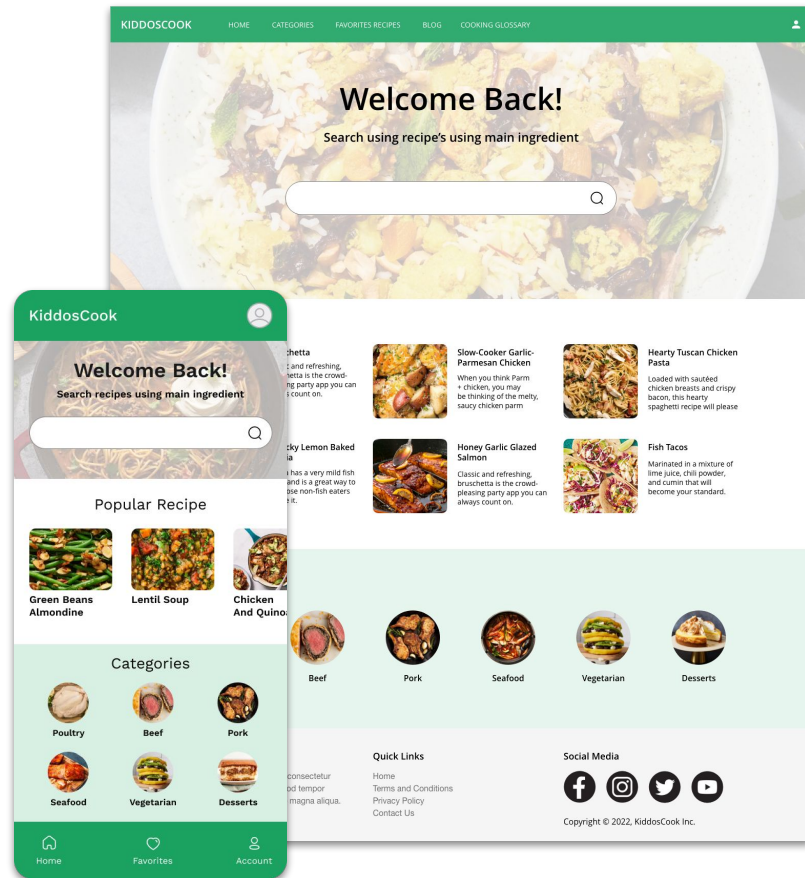 KIDDOSCOOK HOME CATEGORIES FAVORITES RECIPES BLOG COOKING GLOSSARY
Welcome Back!
Search using recipe's using main ingredient
Slow-Cooker Garlic-
Parmesan Chicken
When you think Parm
+ chicken, you may
be thinking of the melty,
saucy chicken parm
Hearty Tuscan Chicken
Pasta
Loaded with sautéed
chicken breasts and crispy
bacon, this hearty
spaghetti recipe will please
chetta
and refreshing,
hetta is the crowd-
ng party app you can
count on.
cky Lemon Baked
ia
has a very mild fish
and is a great way to
ose non-fish eaters
it.
Honey Garlic Glazed
Salmon
Classic and refreshing,
bruschetta is the crowd-
pleasing party app you can
always count on.
Fish Tacos
Marinated in a mixture of
lime juice, chili powder,
and cumin that will
become your standard.
Beef Pork Seafood Vegetarian Desserts
consectetur
od tempor
magna aliqua.
Quick Links
Home
Terms and Conditions
Privacy Policy
Contact Us
Social Media
Copyright © 2022, KiddosCook Inc.
KiddosCook
Welcome Back!
Search recipes using main ingredient
Popular Recipe
Green Beans
Almondine
Lentil Soup
Chicken
And Quino
Categories
Poultry Beef Pork
Seafood Vegetarian Desserts
Home Favorites Account